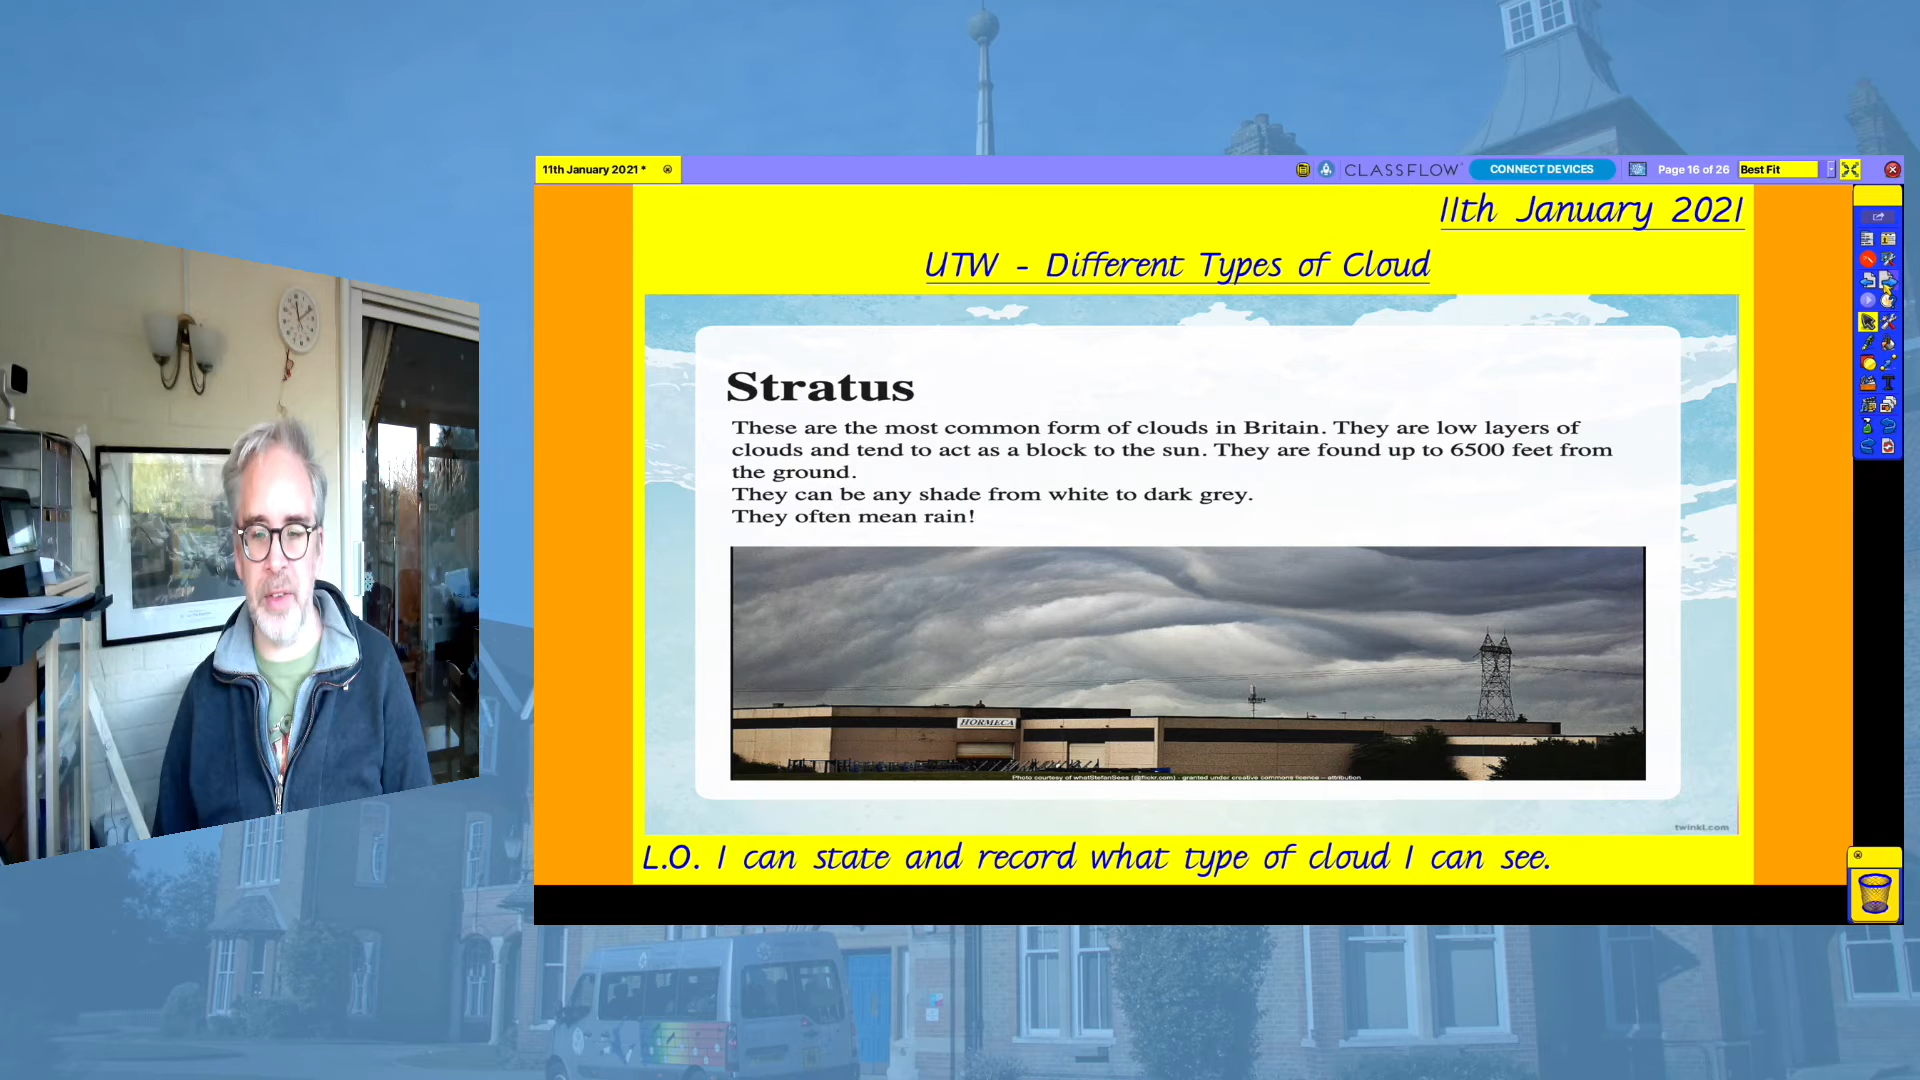 11th January 2021 *
CLASSFLOW
CONNECT DEVICES
Page 16 of 26
Best Fit
11th January 2021
UTW - Different Types of Cloud
Stratus
These are the most common form of clouds in Britain. They are low layers of
clouds and tend to act as a block to the sun. They are found up to 6500 feet from
the ground.
They can be any shade from white to dark grey.
They often mean rain!
HORMECA
Photo courtesy of whatStefanSees (@flickr.com) - granted under creative commons licence - attribution
twinkl.com
L.O. I can state and record what type of cloud I can see.